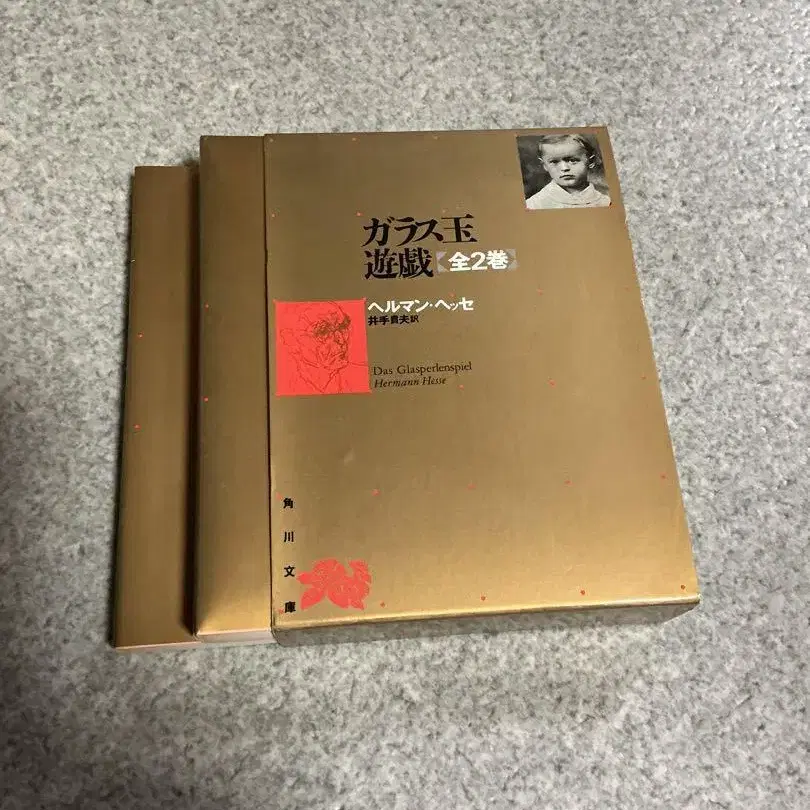 ガラス玉
遊戯【全2巻】
ヘルマン・ヘッセ
井手賁夫訳
Das Glasperlenspiel
Hermann Hesse
角川文庫